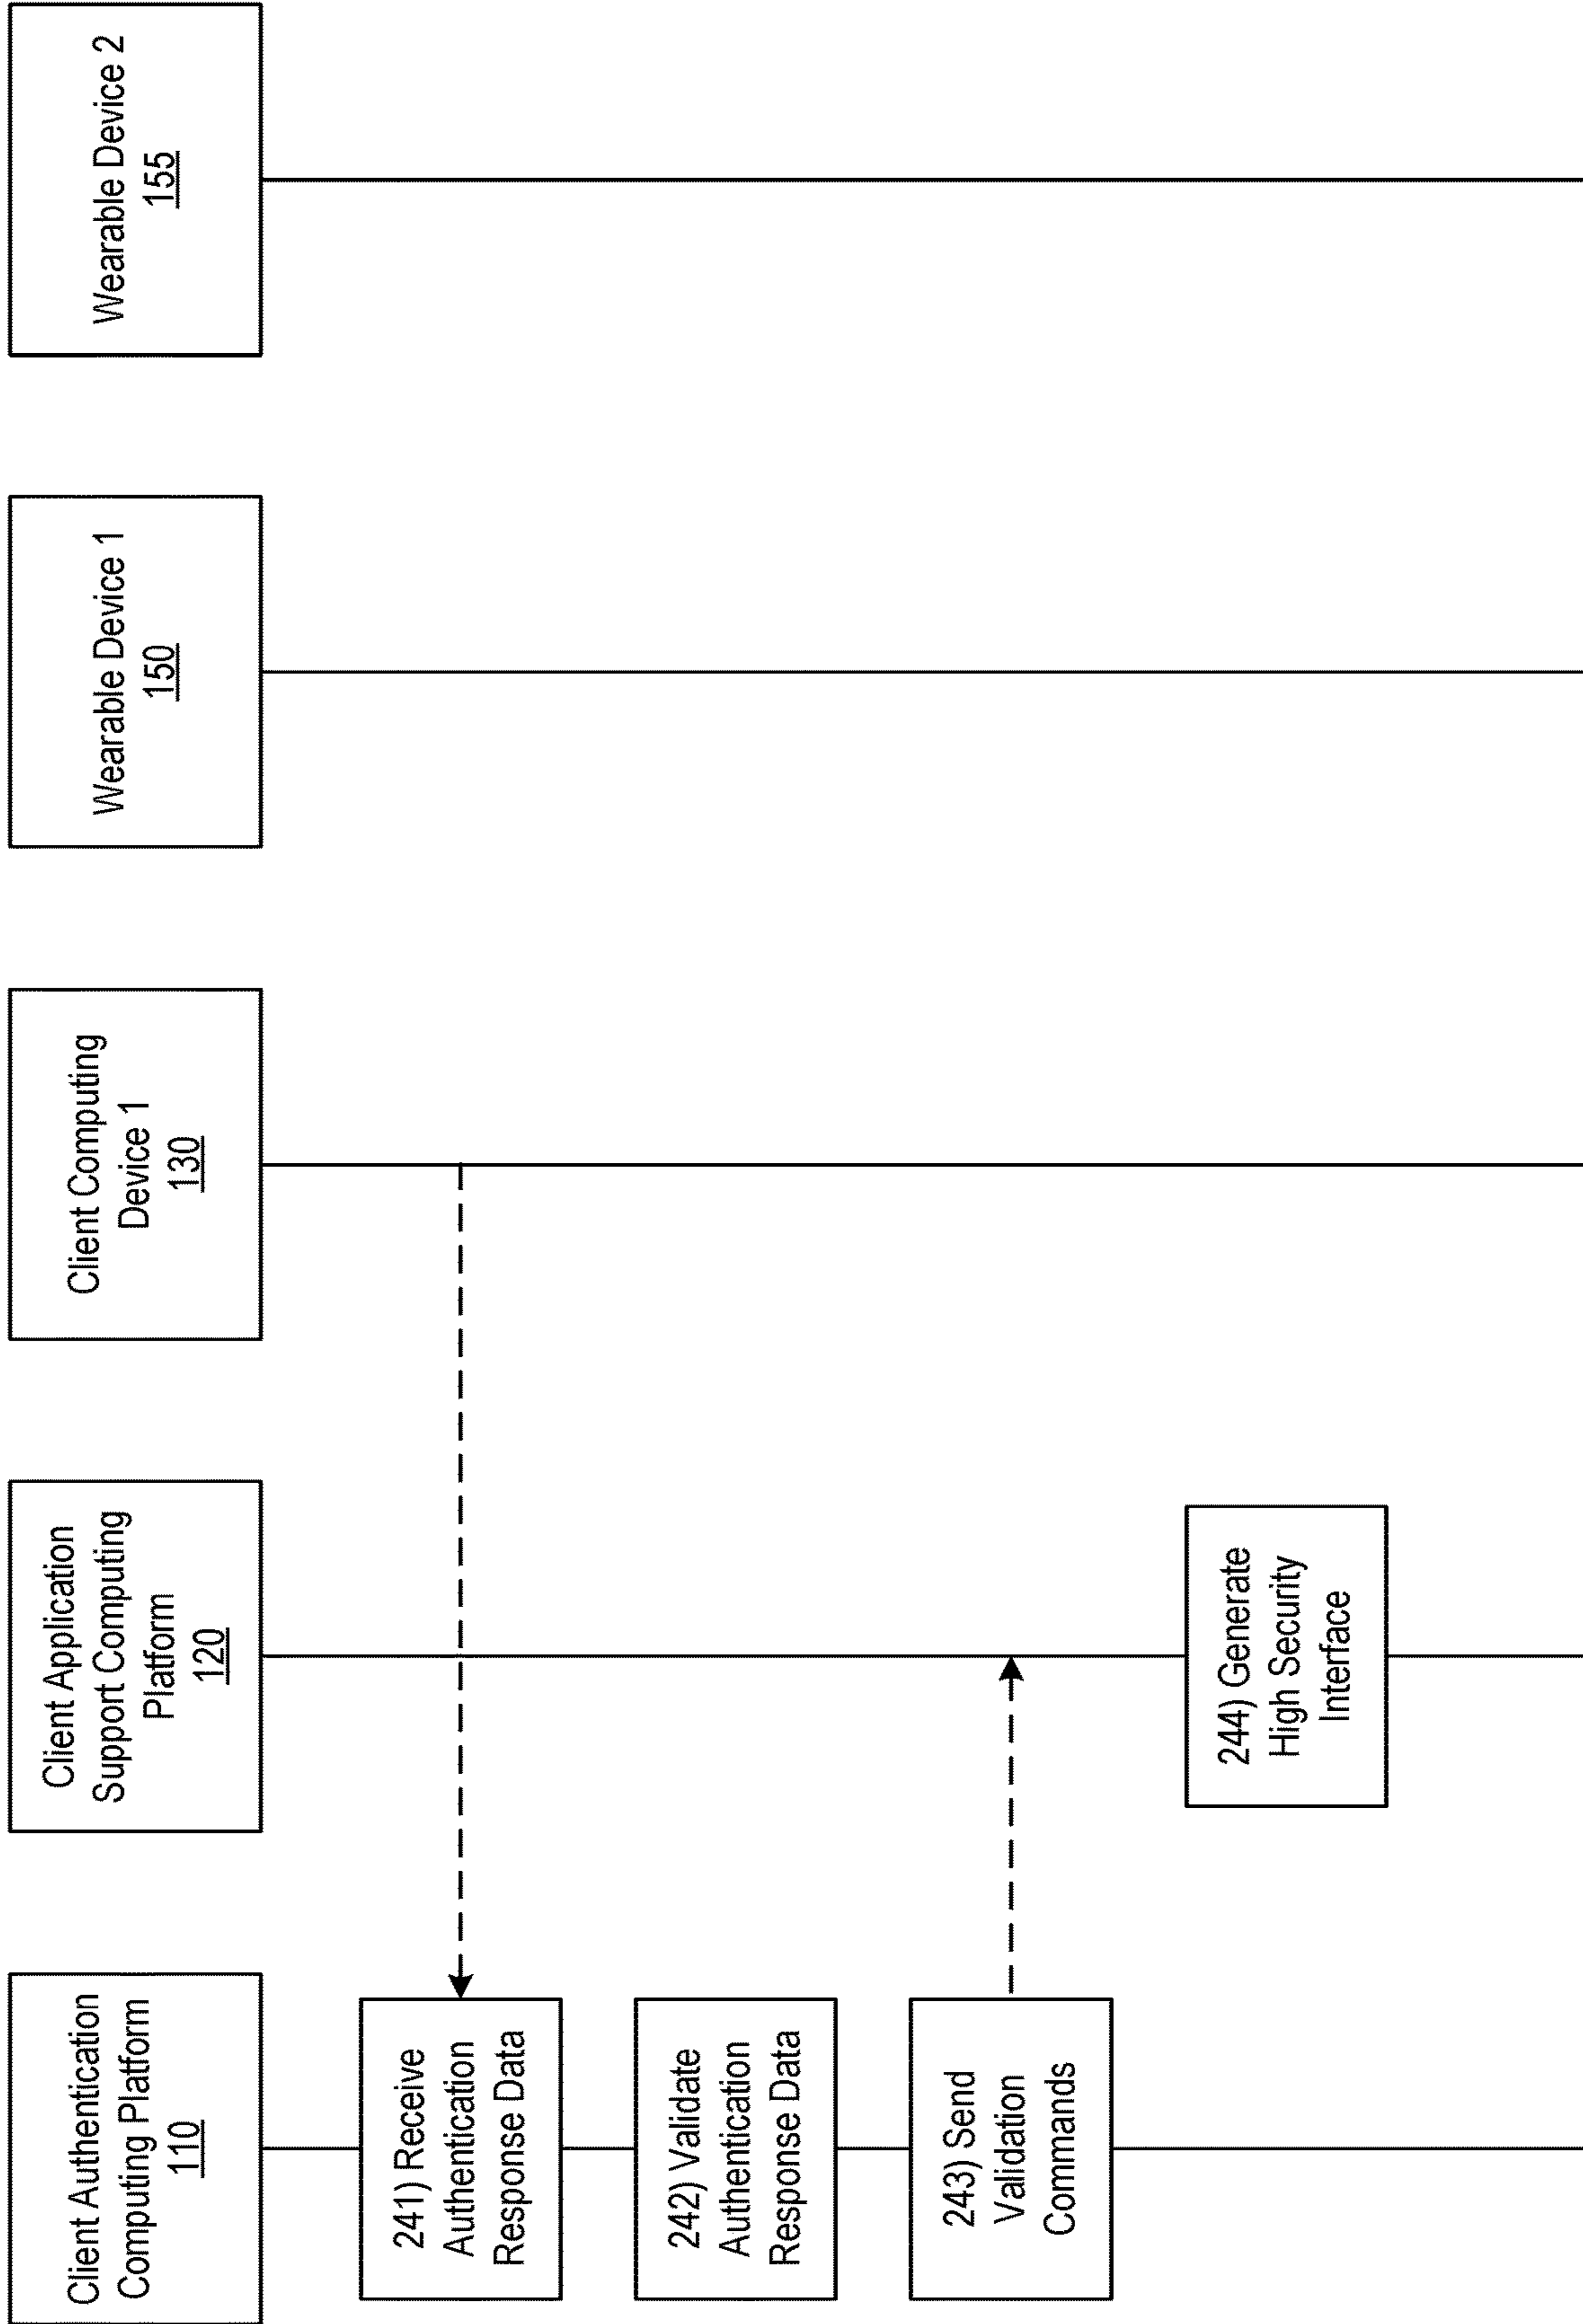 Client Authentication
Computing Platform
110
Client Application
Support Computing
Platform
120
Client Computing
Device 1
130
Wearable Device 1
150
Wearable Device 2
155
241) Receive
Authentication
Response Data
242) Validate
Authentication
Response Data
243) Send
Validation
Commands
244) Generate
High Security
Interface